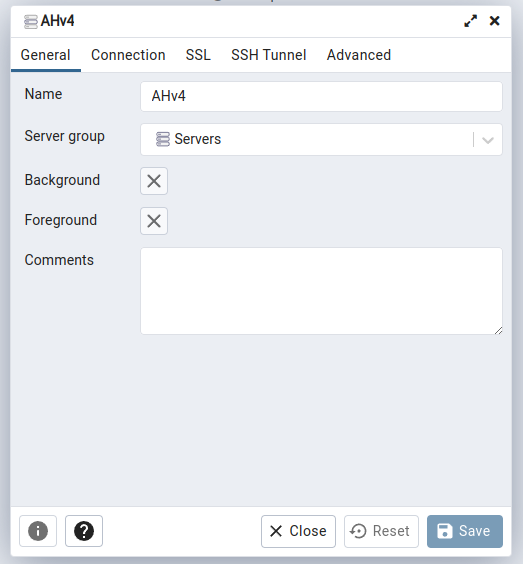 AHv4
General Connection SSL SSH Tunnel Advanced
Name AHv4
Server group Servers
Background
Foreground
Comments
Close Reset Save